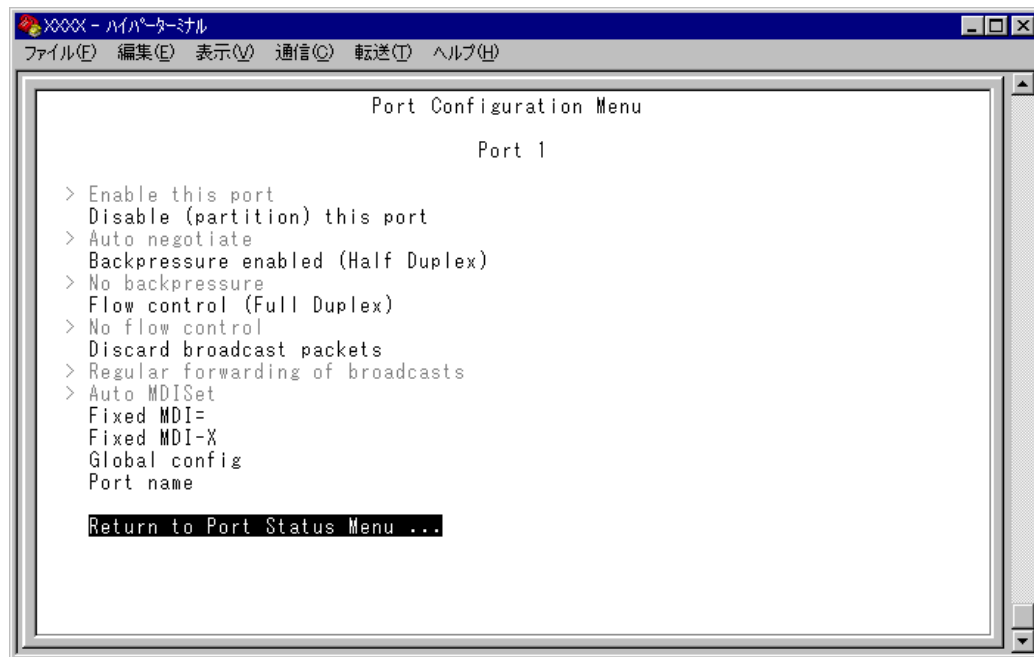 XXXX - ハイパーターミナル
ファイル(F) 編集(E) 表示(V) 通信(C) 転送(T) ヘルプ(H)
Port Configuration Menu
Port 1
> Enable this port
Disable (partition) this port
> Auto negotiate
Backpressure enabled (Half Duplex)
> No backpressure
Flow control (Full Duplex)
> No flow control
Discard broadcast packets
> Regular forwarding of broadcasts
> Auto MDISet
Fixed MDI=
Fixed MDI-X
Global config
Port name
Return to Port Status Menu ...